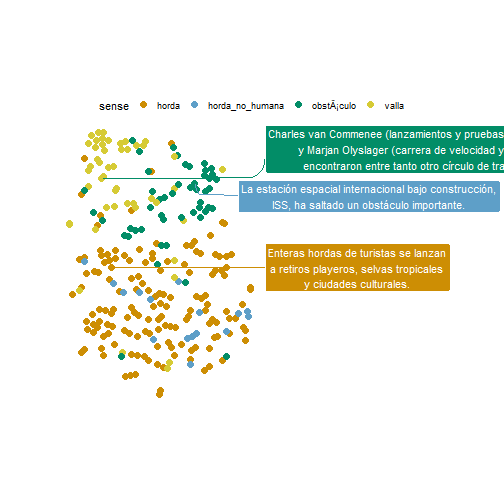 sense horda horda_no_humana obstÃ¡culo valla
Charles van Commenee (lanzamientos y pruebas
y Marjan Olyslager (carrera de velocidad y
encontraron entre tanto otro círculo de
La estación espacial internacional bajo construcción,
ISS, ha saltado un obstáculo importante.
Enteras hordas de turistas se lanzan
a retiros playeros, selvas tropicales
y ciudades culturales.